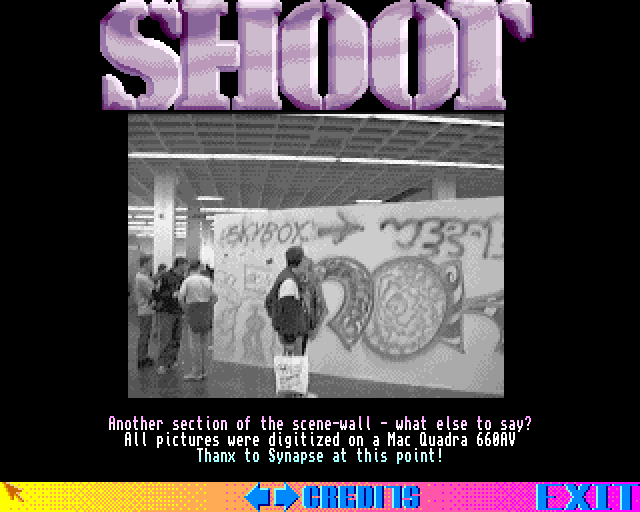 SHOOT
SKYBOX
Another section of the scene-wall - what else to say?
All pictures were digitized on a Mac Quadra 660AV
Thanx to Synapse at this point!
CREDITS
EXIT